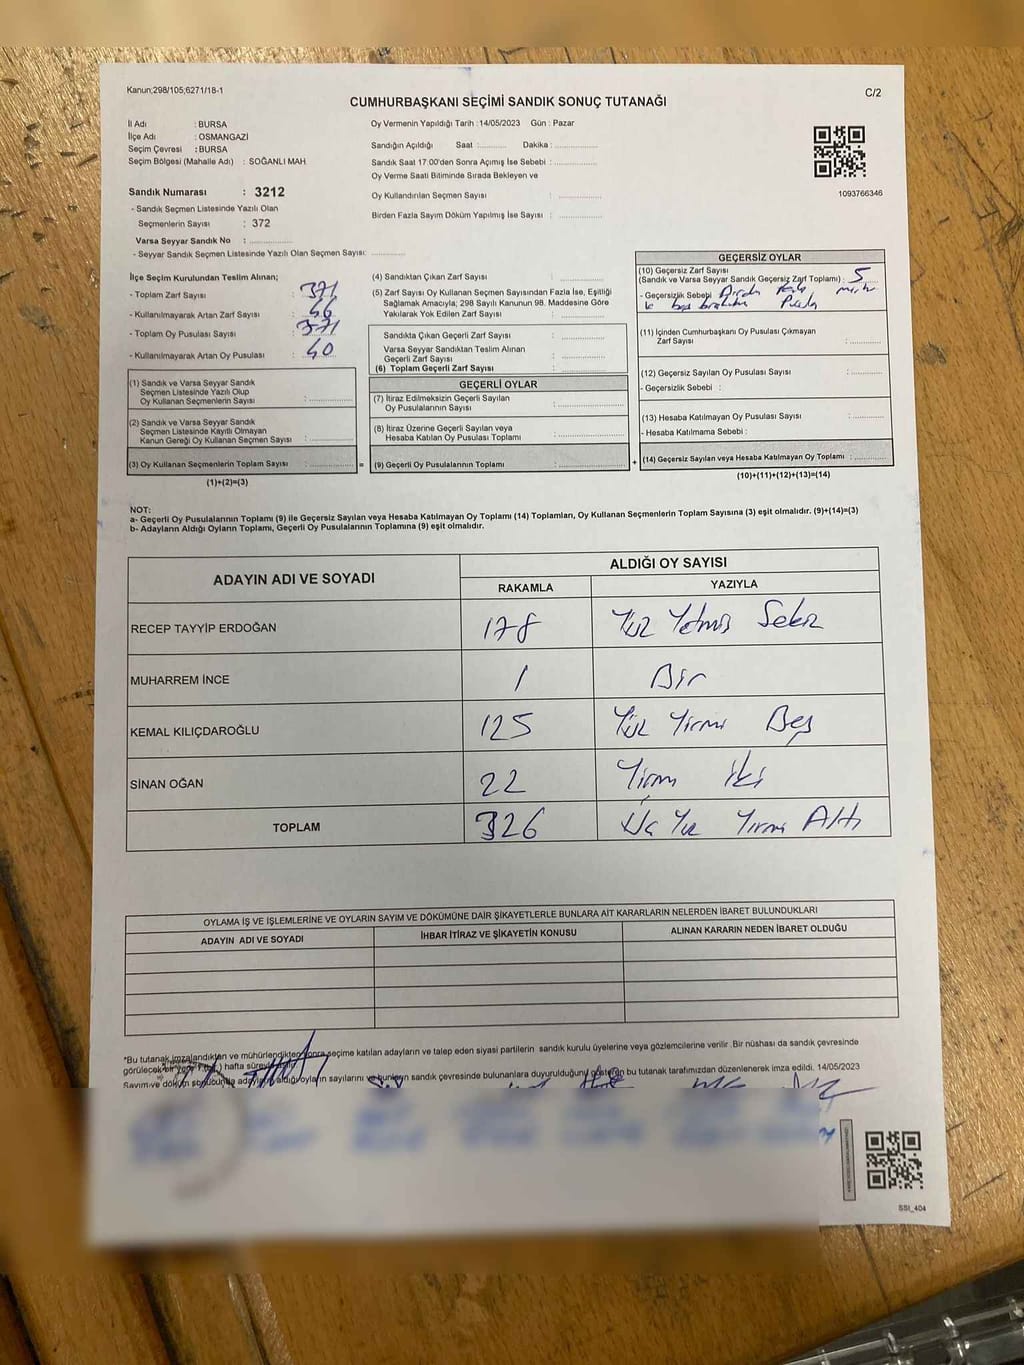 Kanun;298/105;6271/18-1
C/2
CUMHURBAŞKANI SEÇİMİ SANDIK SONUÇ TUTANAĞI
İl Adı : BURSA
İlçe Adı : OSMANGAZİ
Seçim Çevresi : BURSA
Seçim Bölgesi (Mahalle Adı) : SOĞANLI MAH.
Sandık Numarası : 3212
- Sandık Seçmen Listesinde Yazılı Olan
Seçmenlerin Sayısı : 372
Varsa Seyyar Sandık No : ............
- Seyyar Sandık Seçmen Listesinde Yazılı Olan Seçmen Sayısı: ............
Oy Vermenin Yapıldığı Tarih : 14/05/2023 Gün : Pazar
Sandığın Açıldığı Saat : ......... Dakika : ............
Sandık Saat 17:00'den Sonra Açımış İse Sebebi : ............
Oy Verme Saati Bitiminde Sırada Bekleyen ve
Oy Kullandırılan Seçmen Sayısı : ............
Birden Fazla Sayım Döküm Yapılmış İse Sayısı : ............
1093766346
İlçe Seçim Kurulundan Teslim Alınan;
- Toplam Zarf Sayısı : 371
- Kullanılmayarak Artan Zarf Sayısı : 46
- Toplam Oy Pusulası Sayısı : 371
- Kullanılmayarak Artan Oy Pusulası : 40
(1) Sandık ve Varsa Seyyar Sandık
Seçmen Listesinde Yazılı Olup
Oy Kullanan Seçmenlerin Sayısı : ............
(2) Sandık ve Varsa Seyyar Sandık
Seçmen Listesinde Kayıtlı Olmayan
Kanun Gereği Oy Kullanan Seçmen Sayısı : ............
(3) Oy Kullanan Seçmenlerin Toplam Sayısı : ............ =
(1)+(2)=(3)
(4) Sandıktan Çıkan Zarf Sayısı : ............
(5) Zarf Sayısı Oy Kullanan Seçmen Sayısından Fazla İse, Eşitliği
Sağlamak Amacıyla; 298 Sayılı Kanunun 98. Maddesine Göre
Yakılarak Yok Edilen Zarf Sayısı : ............
Sandıkta Çıkan Geçerli Zarf Sayısı : ............
Varsa Seyyar Sandıktan Teslim Alınan
Geçerli Zarf Sayısı : ............
(6) Toplam Geçerli Zarf Sayısı : ............
GEÇERLİ OYLAR
(7) İtiraz Edilmeksizin Geçerli Sayılan
Oy Pusulalarının Sayısı : ............
(8) İtiraz Üzerine Geçerli Sayılan veya
Hesaba Katılan Oy Pusulası Toplamı : ............
(9) Geçerli Oy Pusulalarının Toplamı : ............ +
GEÇERSİZ OYLAR
(10) Geçersiz Zarf Sayısı
(Sandık ve Varsa Seyyar Sandık Geçersiz Zarf Toplamı) : 5
- Geçersizlik Sebebi
(11) İçinden Cumhurbaşkanı Oy Pusulası Çıkmayan
Zarf Sayısı : ............
(12) Geçersiz Sayılan Oy Pusulası Sayısı : ............
- Geçersizlik Sebebi :
(13) Hesaba Katılmayan Oy Pusulası Sayısı : ............
- Hesaba Katılmama Sebebi :
(14) Geçersiz Sayılan veya Hesaba Katılmayan Oy Toplamı : ............
(10)+(11)+(12)+(13)=(14)
NOT:
a- Geçerli Oy Pusulalarının Toplamı (9) ile Geçersiz Sayılan veya Hesaba Katılmayan Oy Toplamı (14) Toplamları, Oy Kullanan Seçmenlerin Toplam Sayısına (3) eşit olmalıdır. (9)+(14)=(3)
b- Adayların Aldığı Oyların Toplamı, Geçerli Oy Pusulalarının Toplamına (9) eşit olmalıdır.
ADAYIN ADI VE SOYADI ALDIĞI OY SAYISI
RAKAMLA YAZIYLA
RECEP TAYYİP ERDOĞAN 178 Yüz Yetmiş Sekiz
MUHARREM İNCE 1 Bir
KEMAL KILIÇDAROĞLU 125 Yüz Yirmi Beş
SİNAN OĞAN 22 Yirmi İki
TOPLAM 326 Üç Yüz Yirmi Altı
OYLAMA İŞ VE İŞLEMLERİNE VE OYLARIN SAYIM VE DÖKÜMÜNE DAİR ŞİKAYETLERLE BUNLARA AİT KARARLARIN NELERDEN İBARET BULUNDUKLARI
ADAYIN ADI VE SOYADI İHBAR İTİRAZ VE ŞİKAYETİN KONUSU ALINAN KARARIN NEDEN İBARET OLDUĞU
*Bu tutanak imzalandıktan ve mühürlendikten sonra seçime katılan adayların ve talep eden siyasi partilerin sandık kurulu üyelerine veya gözlemcilerine verilir. Bir nüshası da sandık çevresinde
görülecek bir yere 1 (bir) hafta süreyle asılır.
Sayım ve döküm sonucunda adayların aldığı oyların sayılarını ve bunların sandık çevresinde bulunanlara duyurulduğunu gösteren bu tutanak tarafımızdan düzenlenerek imza edildi. 14/05/2023
SSI_404